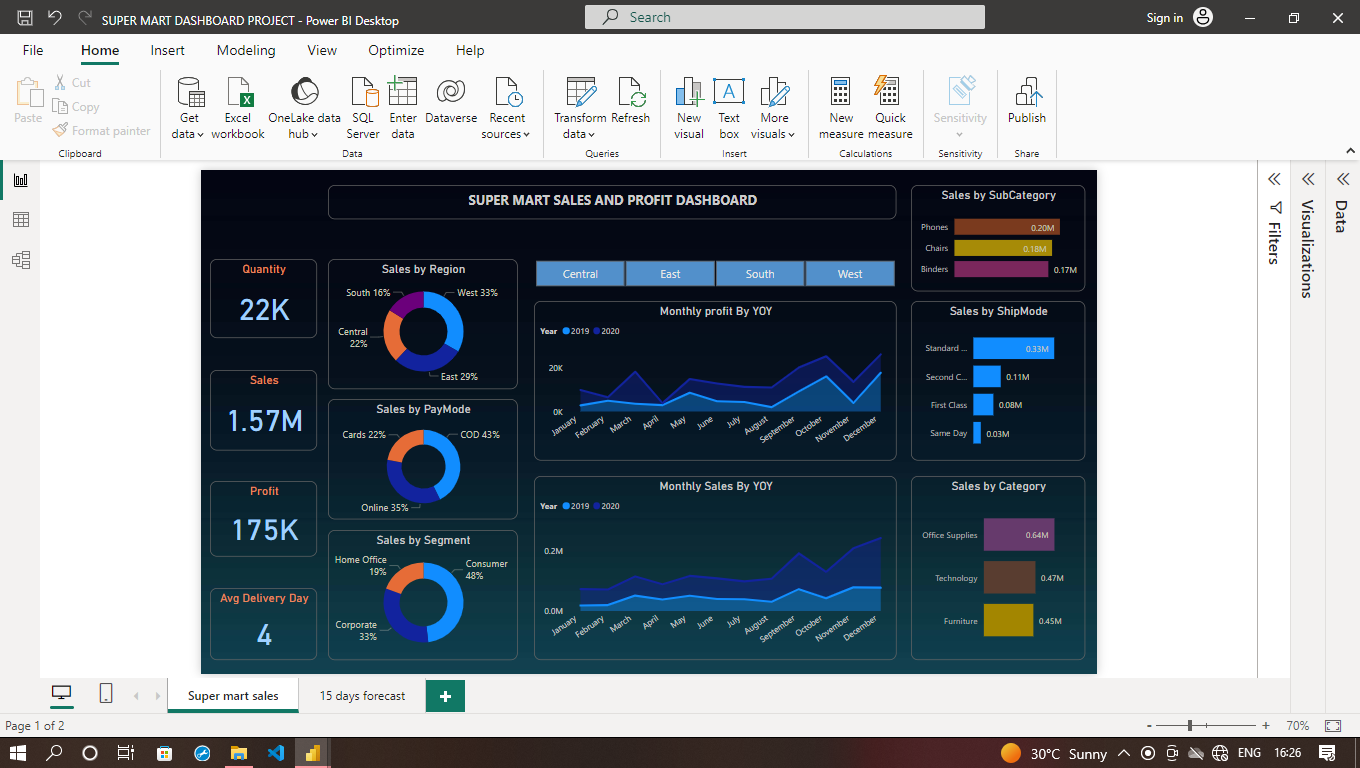 SUPER MART DASHBOARD PROJECT - Power BI Desktop
Search
Sign in
File Home Insert Modeling View Optimize Help
Paste
Cut
Copy
Format painter
Clipboard
Get data
Excel workbook
OneLake data hub
SQL Server
Enter data
Dataverse
Recent sources
Data
Transform data
Refresh
Queries
New visual
Text box
More visuals
Insert
New measure
Quick measure
Calculations
Sensitivity
Sensitivity
Publish
Share
SUPER MART SALES AND PROFIT DASHBOARD
Quantity
22K
Sales
1.57M
Profit
175K
Avg Delivery Day
4
Sales by Region
South 16%
West 33%
Central
22%
East 29%
Sales by PayMode
Cards 22%
COD 43%
Online 35%
Sales by Segment
Home Office
19%
Consumer
48%
Corporate
33%
Central East South West
Monthly profit By YOY
Year 2019 2020
20K
0K
January February March April May June July August September October November December
Monthly Sales By YOY
Year 2019 2020
0.2M
0.0M
January February March April May June July August September October November December
Sales by SubCategory
Phones 0.20M
Chairs 0.18M
Binders 0.17M
Sales by ShipMode
Standard ... 0.33M
Second C... 0.11M
First Class 0.08M
Same Day 0.03M
Sales by Category
Office Supplies 0.64M
Technology 0.47M
Furniture 0.45M
Filters
Visualizations
Data
Super mart sales
15 days forecast
+
Page 1 of 2
- + 70%
30°C Sunny
ENG
16:26